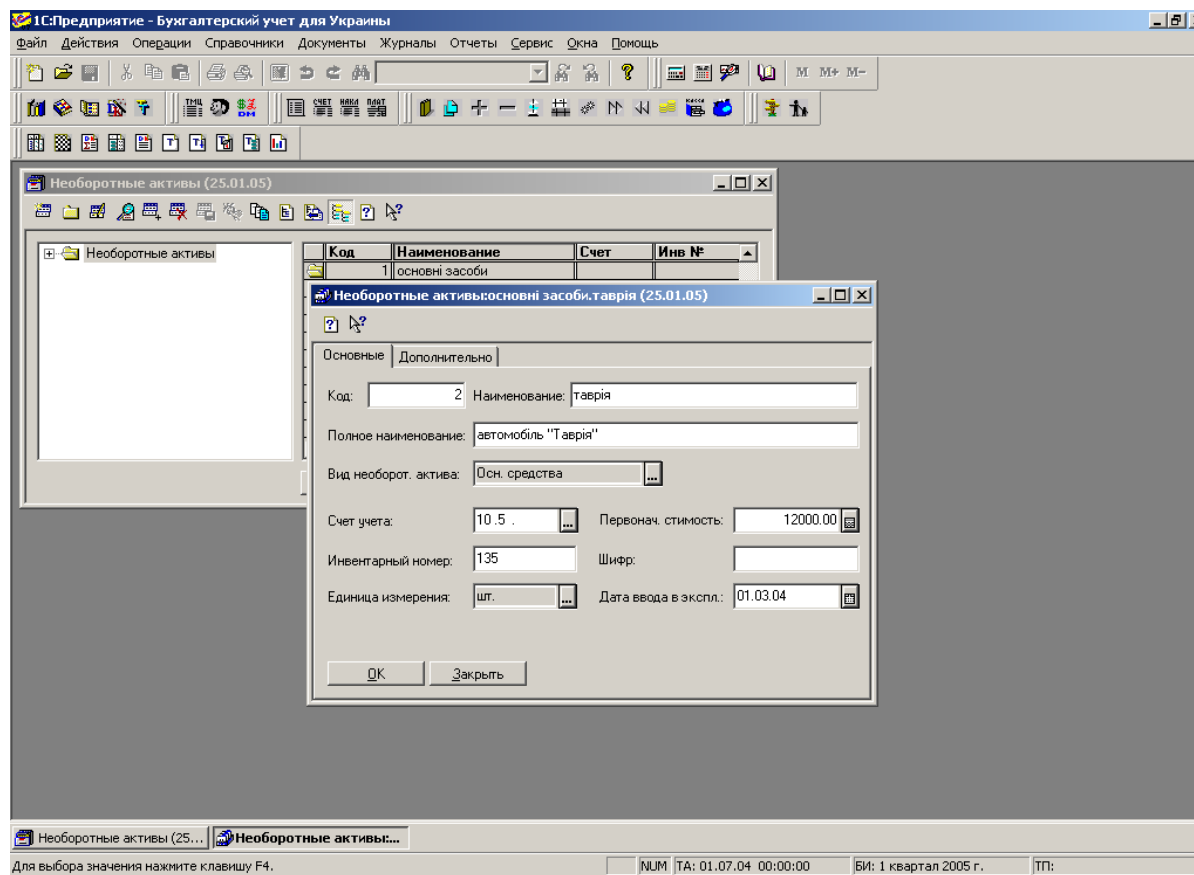 1С:Предприятие - Бухгалтерский учет для Украины
Файл Действия Операции Справочники Документы Журналы Отчеты Сервис Окна Помощь
M M+ M-
Необоротные активы (25.01.05)
Необоротные активы
Код Наименование Счет Инв №
1 основні засоби
Необоротные активы:основні засоби.таврія (25.01.05)
Основные Дополнительно
Код: 2 Наименование: таврія
Полное наименование: автомобіль "Таврія"
Вид необорот. актива: Осн. средства ...
Счет учета: 10 .5 . ... Первонач. стимость: 12000.00
Инвентарный номер: 135 Шифр:
Единица измерения: шт. ... Дата ввода в экспл.: 01.03.04
OK Закрыть
Необоротные активы (25... Необоротные активы:...
Для выбора значения нажмите клавишу F4. NUM TA: 01.07.04 00:00:00 БИ: 1 квартал 2005 г. ТП: